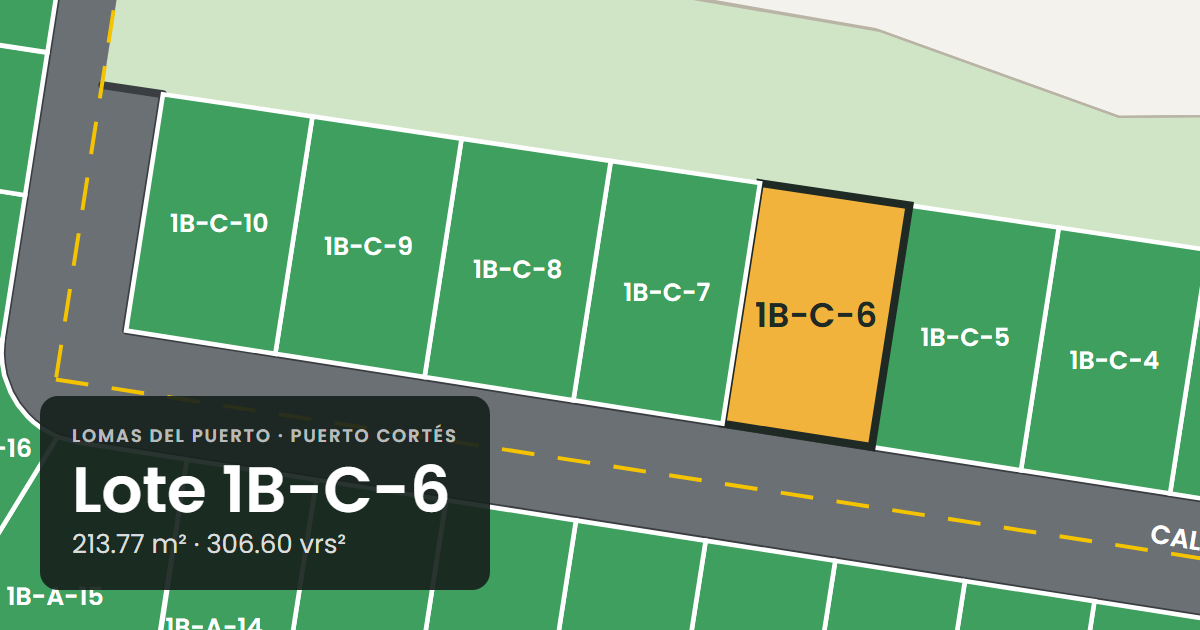 1B-C-10
1B-C-9
1B-C-8
1B-C-7
1B-C-6
1B-C-5
1B-C-4
LOMAS DEL PUERTO · PUERTO CORTÉS
Lote 1B-C-6
213.77 m² · 306.60 vrs²
-16
1B-A-15
1B-A-14
CAL